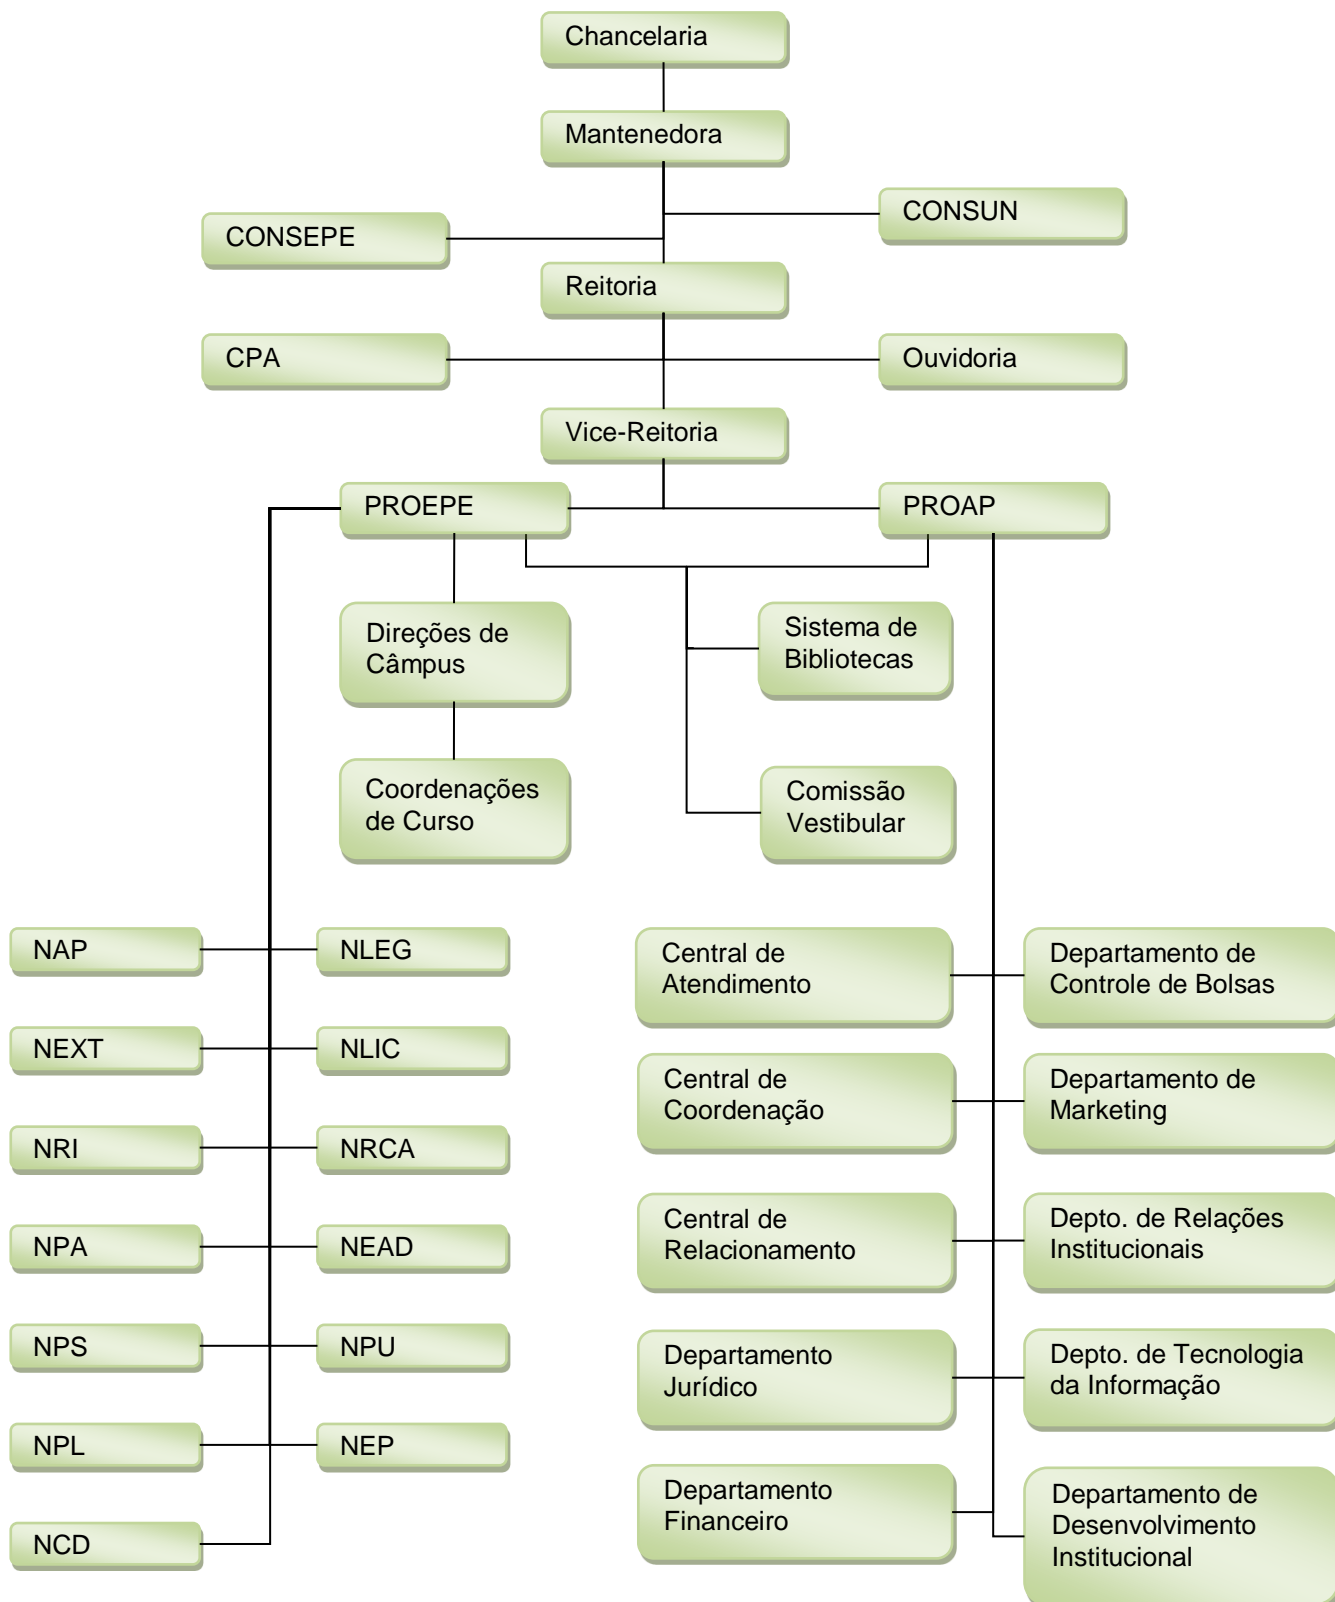 Chancelaria
Mantenedora
CONSUN
CONSEPE
Reitoria
CPA
Ouvidoria
Vice-Reitoria
PROEPE
PROAP
Direções de
Câmpus
Sistema de
Bibliotecas
Coordenações
de Curso
Comissão
Vestibular
NAP
NLEG
NEXT
NLIC
NRI
NRCA
NPA
NEAD
NPS
NPU
NPL
NEP
NCD
Central de
Atendimento
Departamento de
Controle de Bolsas
Central de
Coordenação
Departamento de
Marketing
Central de
Relacionamento
Depto. de Relações
Institucionais
Departamento
Jurídico
Depto. de Tecnologia
da Informação
Departamento
Financeiro
Departamento de
Desenvolvimento
Institucional